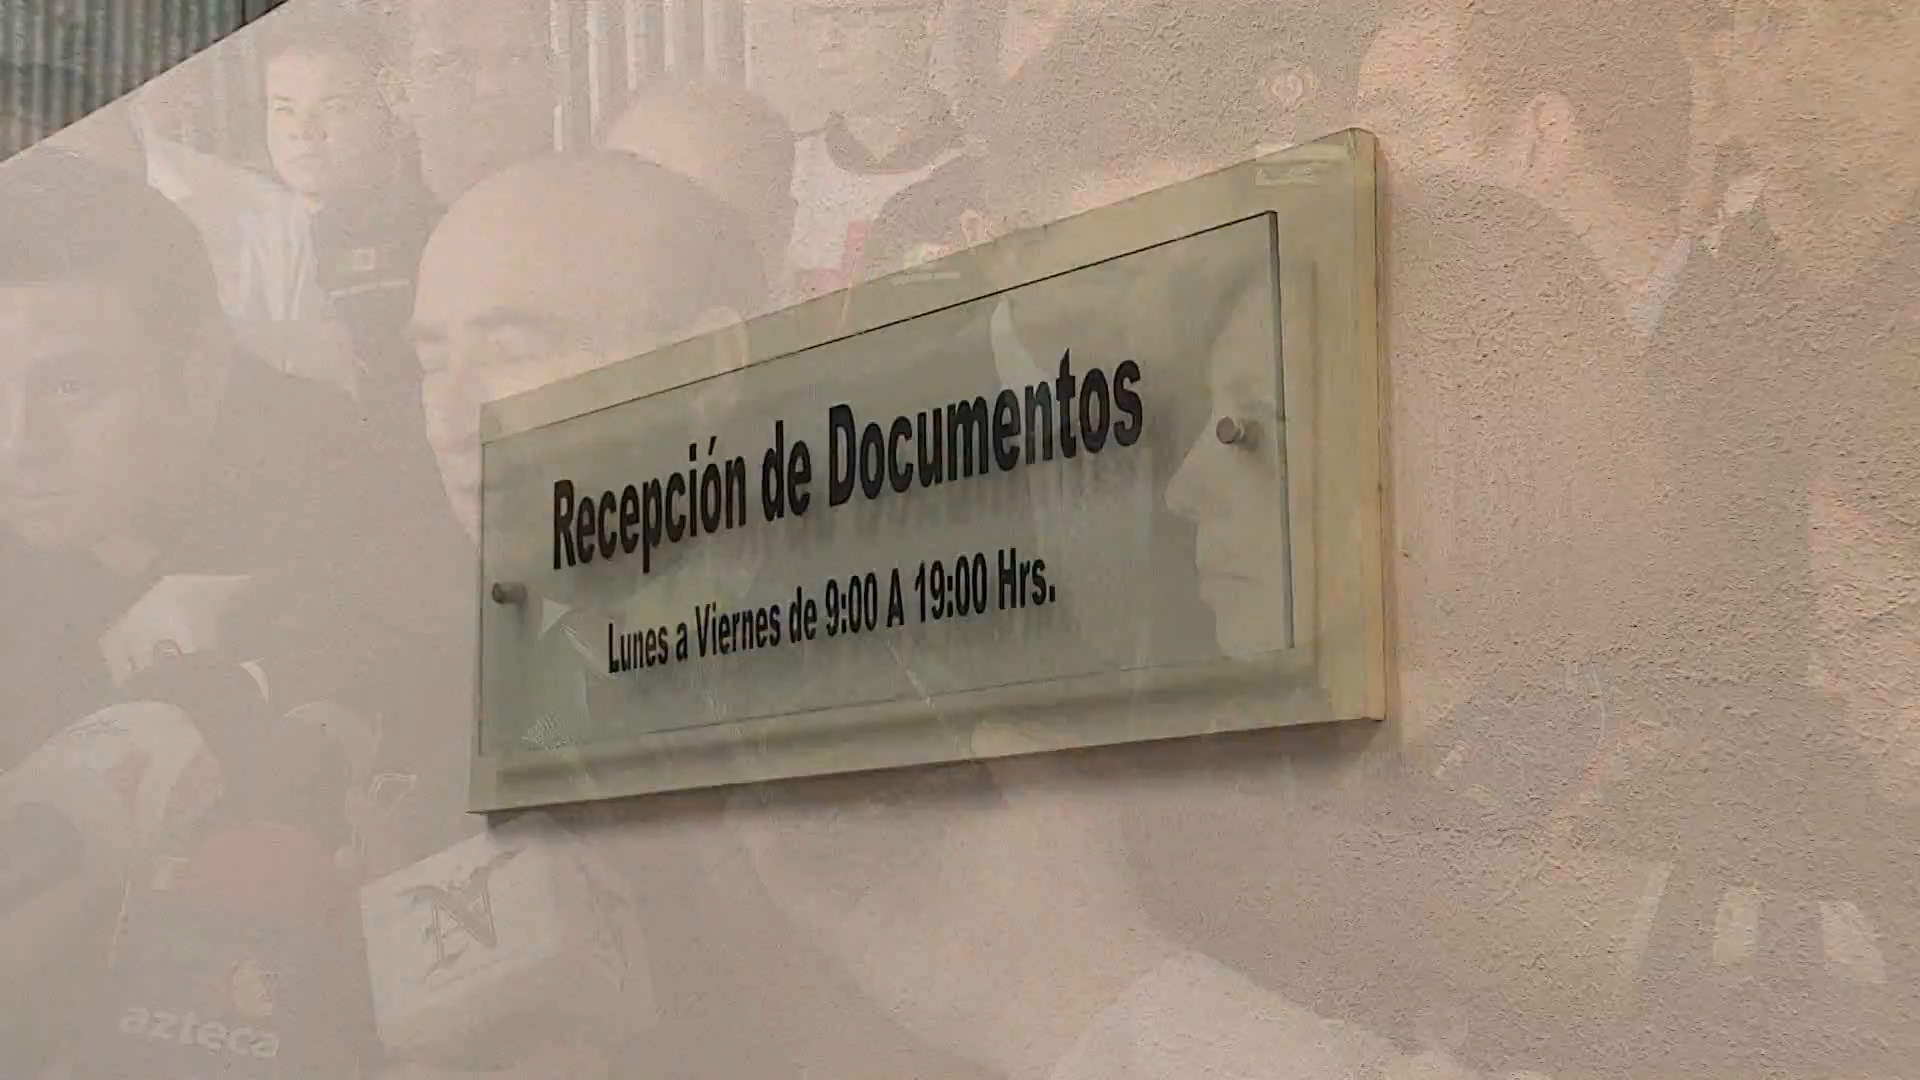 Recepción de Documentos
Lunes a Viernes de 9:00 A 19:00 Hrs.
N
azteca